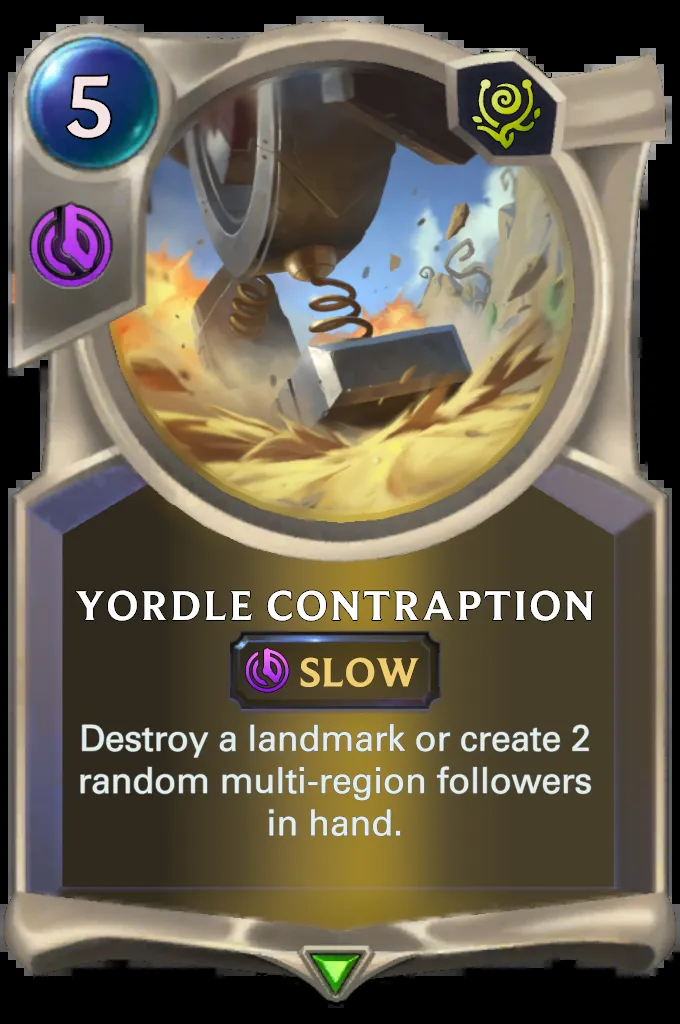 5
YORDLE CONTRAPTION
SLOW
Destroy a landmark or create 2
random multi-region followers
in hand.